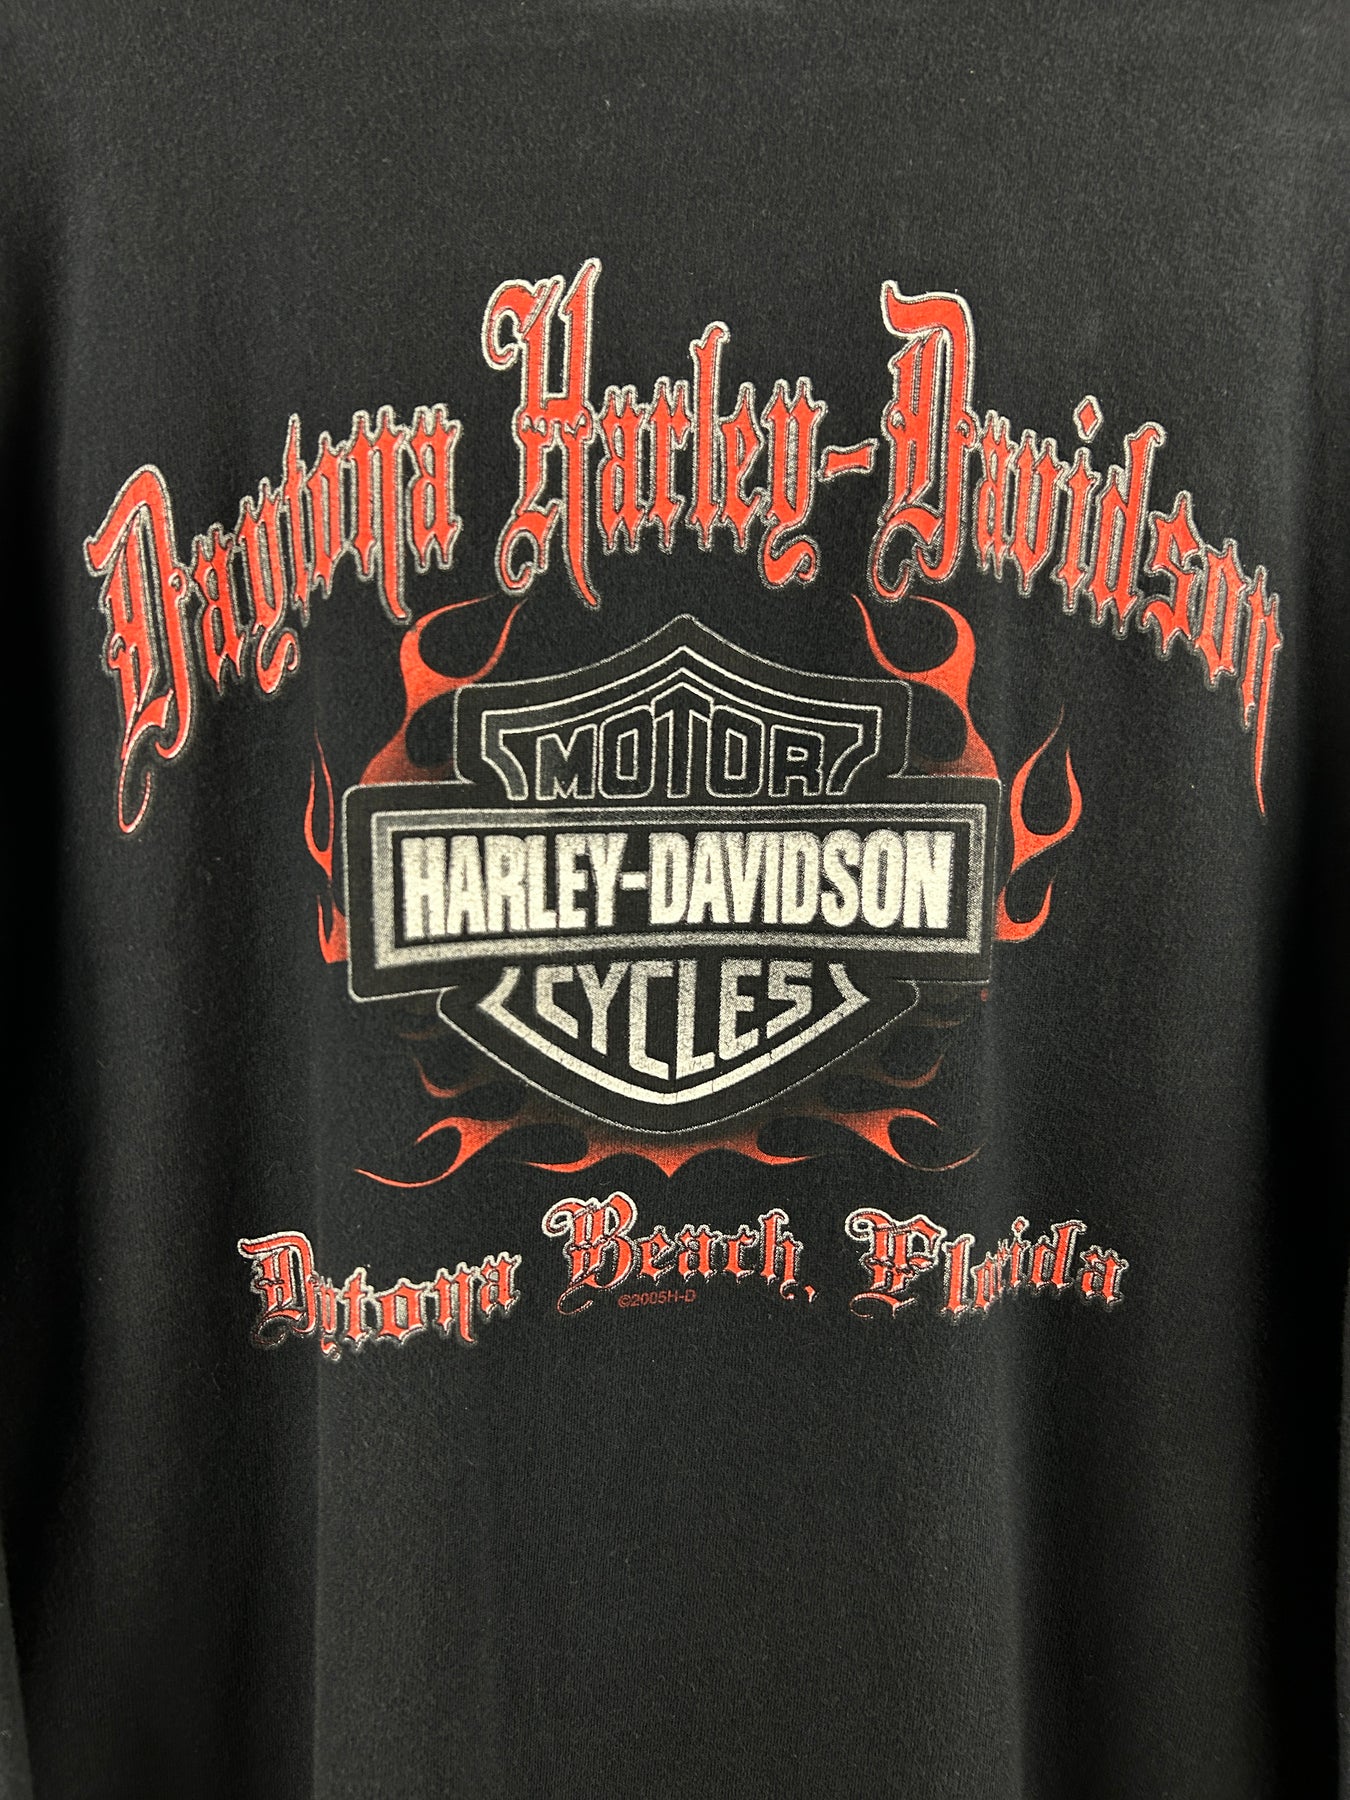 Daytona Harley-Davidson
MOTOR
HARLEY-DAVIDSON
CYCLES
Daytona Beach, Florida
©2005H-D